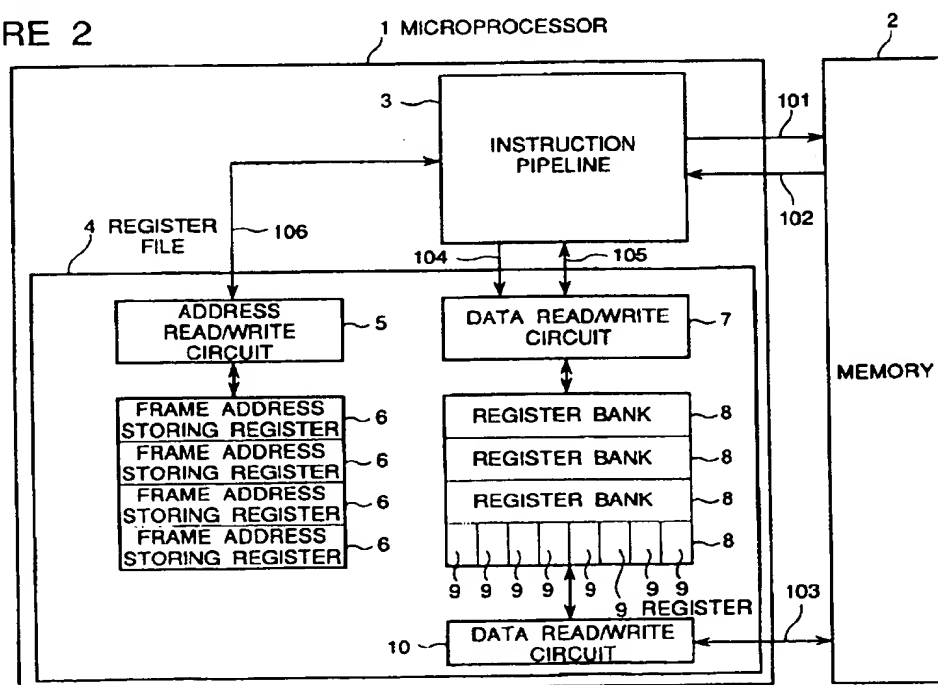 RE 2
1 MICROPROCESSOR
2
3
INSTRUCTION
PIPELINE
101
102
4 REGISTER
FILE
106
104
105
ADDRESS
READ/WRITE
CIRCUIT
5
DATA READ/WRITE
CIRCUIT
7
MEMORY
FRAME ADDRESS
STORING REGISTER
6
FRAME ADDRESS
STORING REGISTER
6
FRAME ADDRESS
STORING REGISTER
6
FRAME ADDRESS
STORING REGISTER
6
REGISTER BANK
8
REGISTER BANK
8
REGISTER BANK
8
8
9 9 9 9 9 9 9 9
REGISTER
103
10
DATA READ/WRITE
CIRCUIT